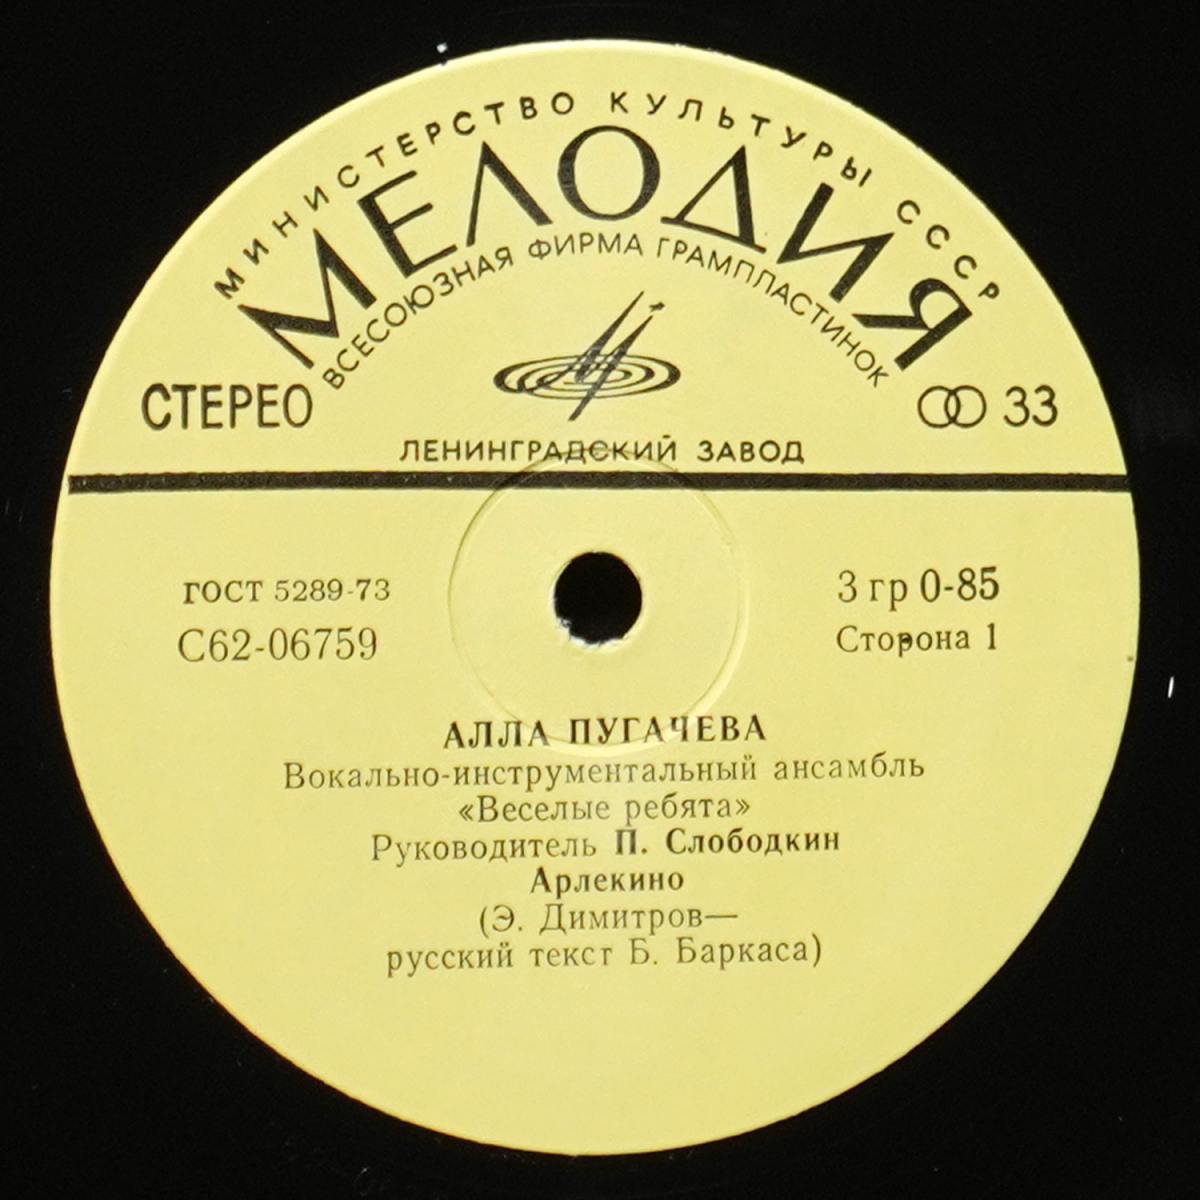 МИНИСТЕРСТВО КУЛЬТУРЫ СССР
МЕЛОДИЯ
ВСЕСОЮЗНАЯ ФИРМА ГРАМПЛАСТИНОК
СТЕРЕО
33
ЛЕНИНГРАДСКИЙ ЗАВОД
ГОСТ 5289-73
С62-06759
3 гр 0-85
Сторона 1
АЛЛА ПУГАЧЕВА
Вокально-инструментальный ансамбль
«Веселые ребята»
Руководитель П. Слободкин
Арлекино
(Э. Димитров—
русский текст Б. Баркаса)